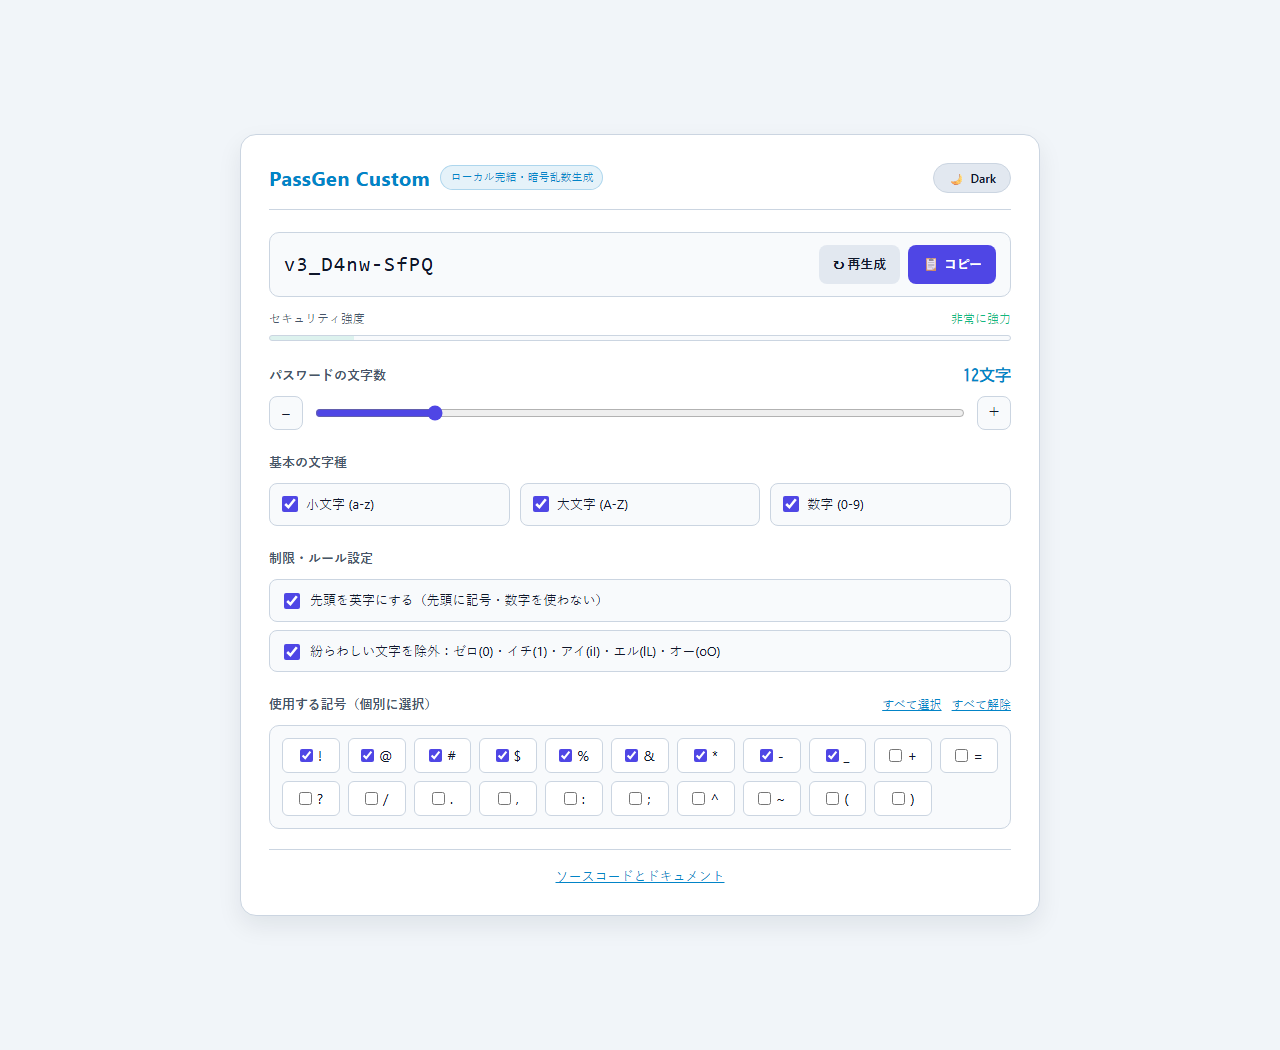 PassGen Custom ローカル完結・暗号乱数生成 🌙 Dark
v3_D4nw-SfPQ ↻ 再生成 📋 コピー
セキュリティ強度 非常に強力
パスワードの文字数 12文字
− +
基本の文字種
小文字 (a-z) 大文字 (A-Z) 数字 (0-9)
制限・ルール設定
先頭を英字にする（先頭に記号・数字を使わない）
紛らわしい文字を除外：ゼロ(0)・イチ(1)・アイ(iI)・エル(lL)・オー(oO)
使用する記号（個別に選択） すべて選択 すべて解除
! @ # $ % & * - _ + =
? / . , : ; ^ ~ ( )
ソースコードとドキュメント